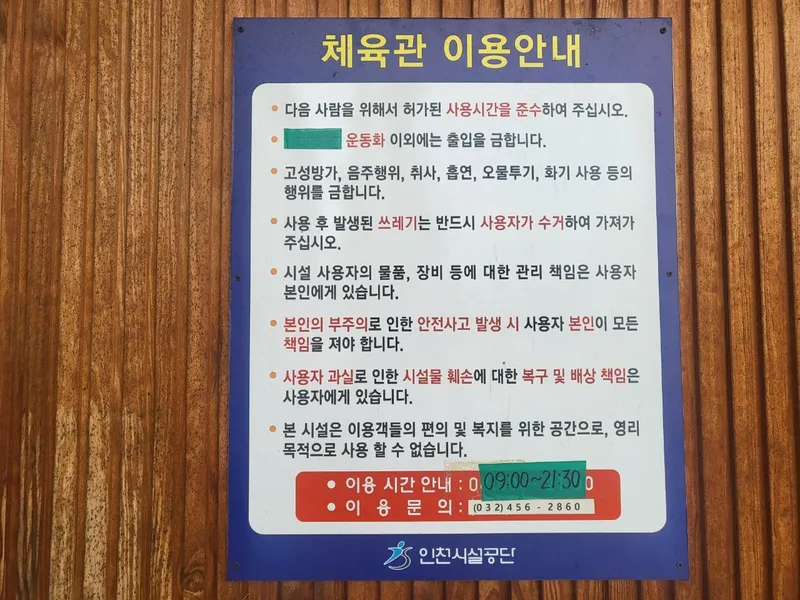 체육관 이용안내
• 다음 사람을 위해서 허가된 사용시간을 준수하여 주십시오.
• 운동화 이외에는 출입을 금합니다.
• 고성방가, 음주행위, 취사, 흡연, 오물투기, 화기 사용 등의
행위를 금합니다.
• 사용 후 발생된 쓰레기는 반드시 사용자가 수거하여 가져가
주십시오.
• 시설 사용자의 물품, 장비 등에 대한 관리 책임은 사용자
본인에게 있습니다.
• 본인의 부주의로 인한 안전사고 발생 시 사용자 본인이 모든
책임을 져야 합니다.
• 사용자 과실로 인한 시설물 훼손에 대한 복구 및 배상 책임은
사용자에게 있습니다.
• 본 시설은 이용객들의 편의 및 복지를 위한 공간으로, 영리
목적으로 사용 할 수 없습니다.
• 이용 시간 안내 : 09:00~21:30
• 이 용 문 의 : (032)456-2860
인천시설공단